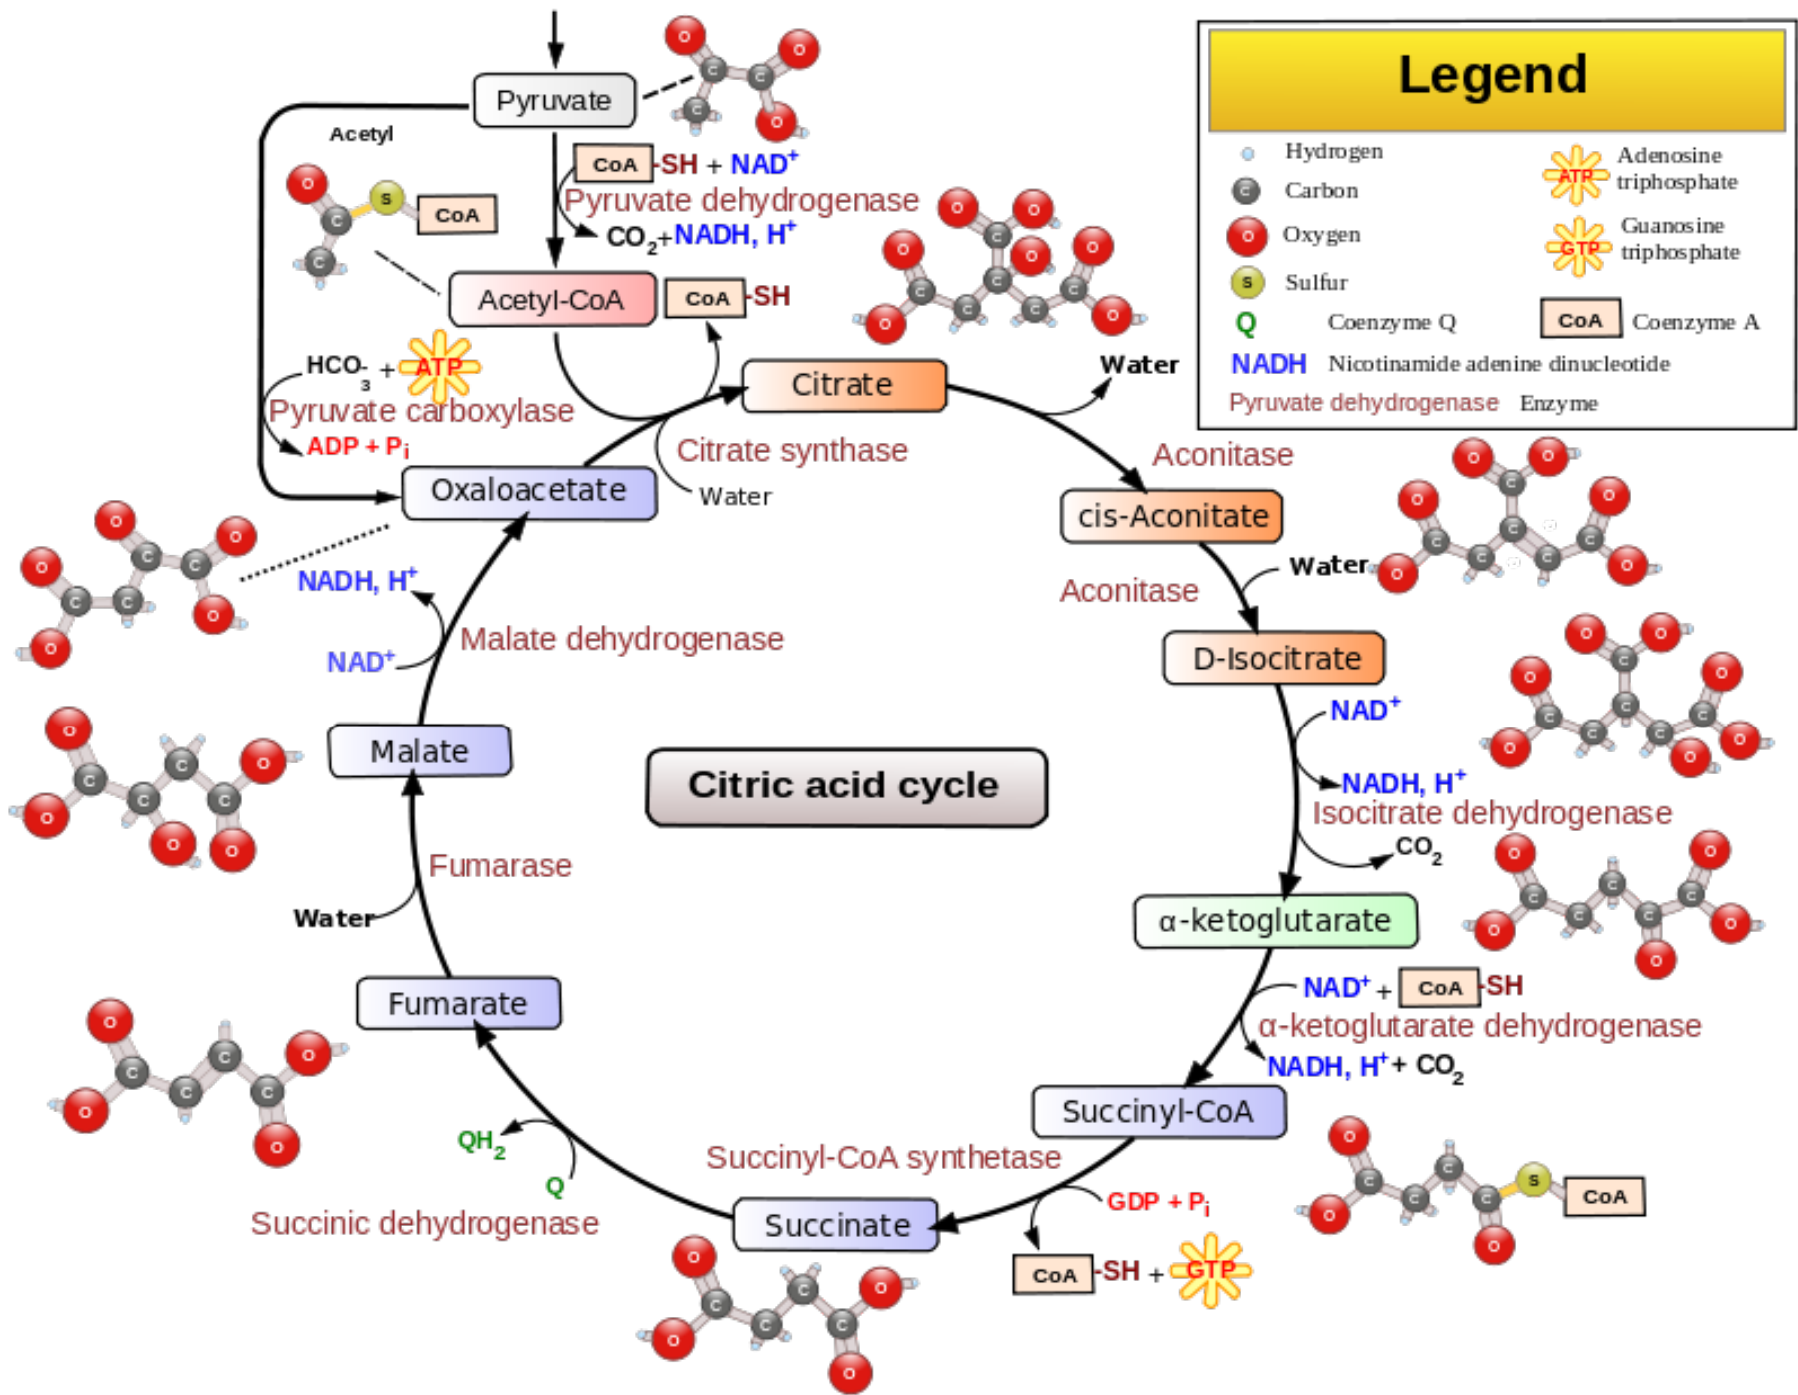 Pyruvate
Acetyl
CoA -SH + NAD+
Pyruvate dehydrogenase
CO2+NADH, H+
S
CoA
Acetyl-CoA
CoA -SH
HCO3- + ATP
Pyruvate carboxylase
ADP + Pi
Citrate
Water
Citrate synthase
Water
Oxaloacetate
Aconitase
cis-Aconitate
Water
Aconitase
D-Isocitrate
NAD+
NADH, H+
Isocitrate dehydrogenase
CO2
α-ketoglutarate
NAD+ + CoA -SH
α-ketoglutarate dehydrogenase
NADH, H+ + CO2
Succinyl-CoA
S
CoA
Succinyl-CoA synthetase
GDP + Pi
CoA -SH + GTP
Succinate
QH2
Q
Succinic dehydrogenase
Fumarate
Water
Fumarase
Malate
NADH, H+
NAD+
Malate dehydrogenase
Citric acid cycle
Legend
Hydrogen
C Carbon
O Oxygen
S Sulfur
Q Coenzyme Q
NADH Nicotinamide adenine dinucleotide
Pyruvate dehydrogenase Enzyme
ATP Adenosine
triphosphate
GTP Guanosine
triphosphate
CoA Coenzyme A